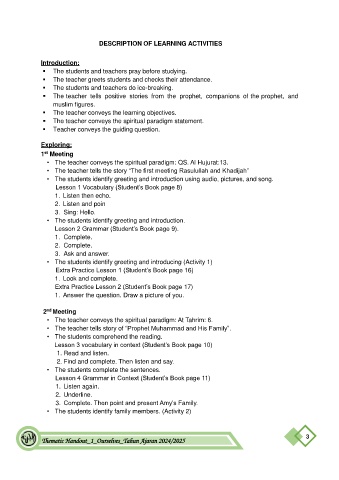 DESCRIPTION OF LEARNING ACTIVITIES
Introduction:
▪ The students and teachers pray before studying.
▪ The teacher greets students and checks their attendance.
▪ The students and teachers do ice-breaking.
▪ The teacher tells positive stories from the prophet, companions of the prophet, and
muslim figures.
▪ The teacher conveys the learning objectives.
▪ The teacher conveys the apiritual paradigm statement.
▪ Teacher conveys the guiding question.
Exploring:
1st Meeting
• The teacher conveys the spiritual paradigm: QS. Al Hujurat:13.
• The teacher tells the story "The first meeting Rasulullah and Khadijah"
• The students identify greeting and introduction using audio, pictures, and song.
Lesson 1 Vocabulary (Student's Book page 8)
1. Listen then echo.
2. Listen and poin
3. Sing: Hello.
• The students identify greeting and introduction.
Lesson 2 Grammar (Student's Book page 9).
1. Complete.
2. Complete.
3. Ask and answer.
• The students identify greeting and introducing (Activity 1)
Extra Practice Lesson 1 (Student's Book page 16)
1. Look and complete.
Extra Practice Lesson 2 (Student's Book page 17)
1. Answer the question. Draw a picture of you.
2nd Meeting
• The teacher conveys the spiritual paradigm: At Tahrim: 6.
• The teacher tells story of "Prophet Muhammad and His Family".
• The students comprehend the reading.
Lesson 3 vocabulary in context (Student's Book page 10)
1. Read and listen.
2. Find and complete. Then listen and say.
• The students complete the sentences.
Lesson 4 Grammar in Context (Student's Book page 11)
1. Listen again.
2. Underline.
3. Complete. Then point and present Amy's Family.
• The students identify family members. (Activity 2)
Thematic Handout_1_Ourselves_Tahun Ajaran 2024/2025
3